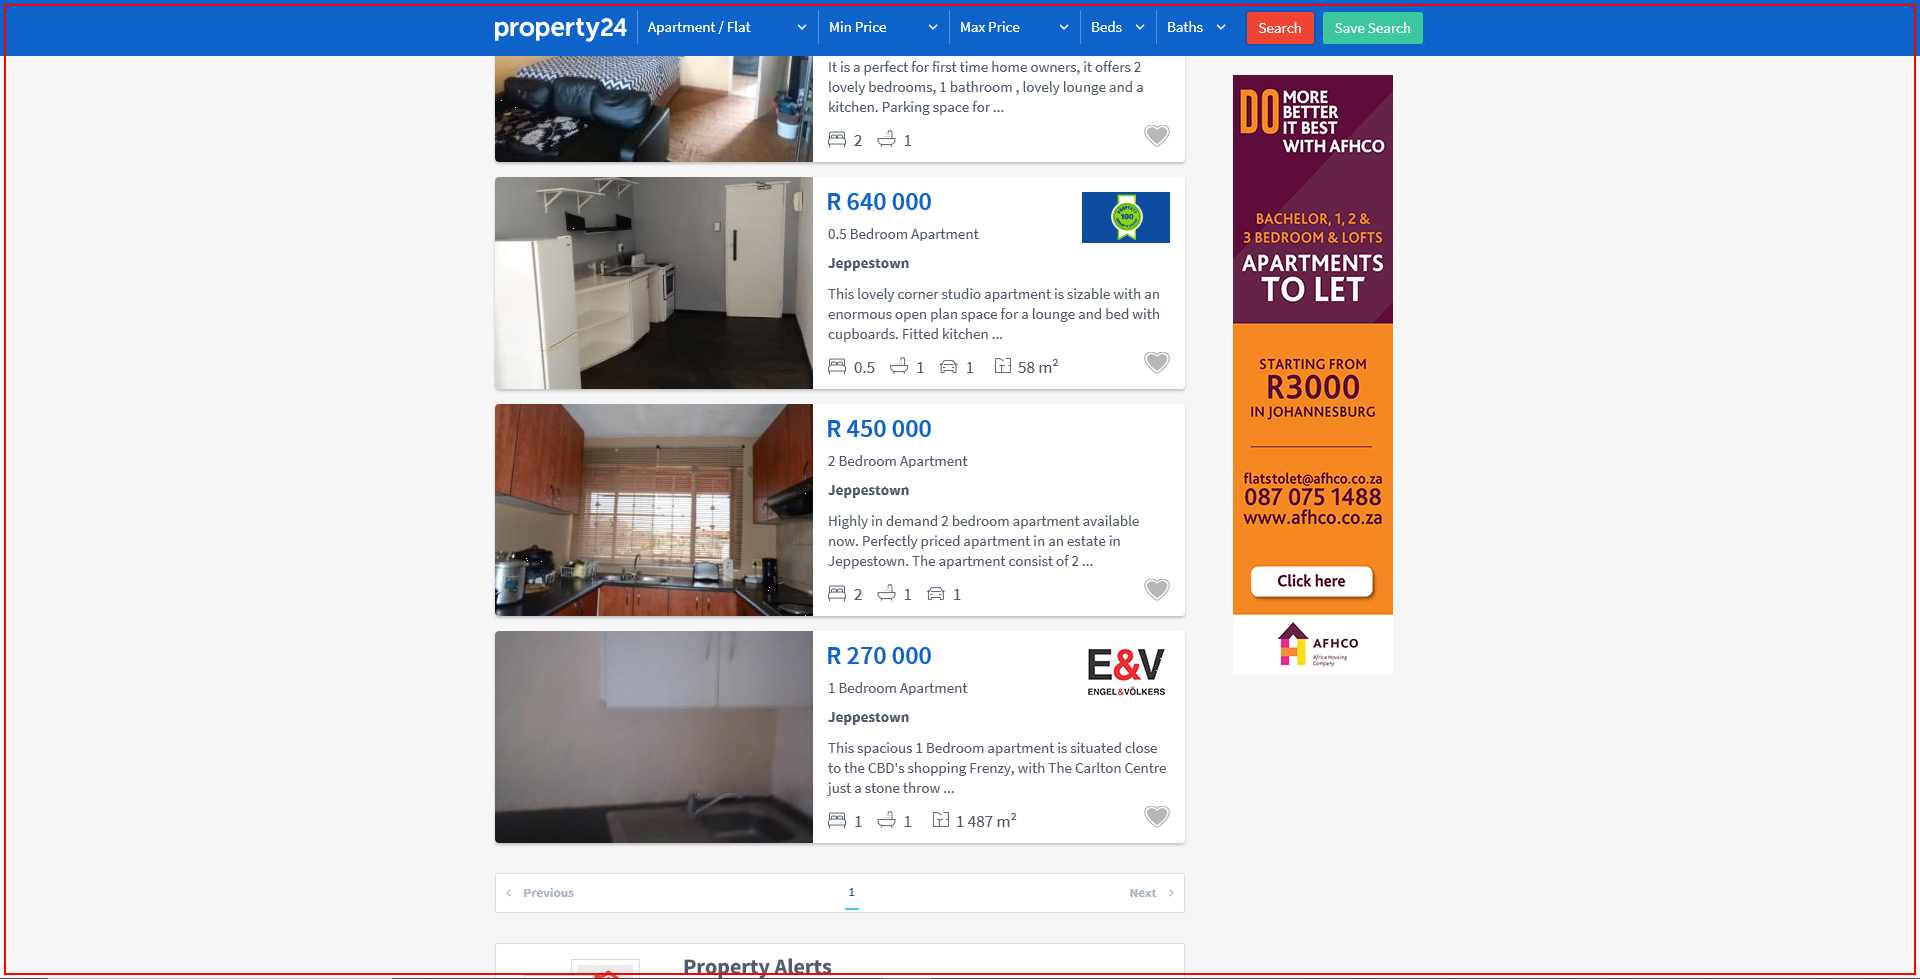 property24 Apartment / Flat Min Price Max Price Beds Baths Search Save Search
It is a perfect for first time home owners, it offers 2
lovely bedrooms, 1 bathroom , lovely lounge and a
kitchen. Parking space for ...
2 1
R 640 000
100
0.5 Bedroom Apartment
Jeppestown
This lovely corner studio apartment is sizable with an
enormous open plan space for a lounge and bed with
cupboards. Fitted kitchen ...
0.5 1 1 58 m²
R 450 000
2 Bedroom Apartment
Jeppestown
Highly in demand 2 bedroom apartment available
now. Perfectly priced apartment in an estate in
Jeppestown. The apartment consist of 2 ...
2 1 1
R 270 000
E&V
ENGEL&VÖLKERS
1 Bedroom Apartment
Jeppestown
This spacious 1 Bedroom apartment is situated close
to the CBD's shopping Frenzy, with The Carlton Centre
just a stone throw ...
1 1 1 487 m²
Previous 1 Next
Property Alerts
DO MORE
BETTER
IT BEST
WITH AFHCO
BACHELOR, 1, 2 &
3 BEDROOM & LOFTS
APARTMENTS
TO LET
STARTING FROM
R3000
IN JOHANNESBURG
flatstolet@afhco.co.za
087 075 1488
www.afhco.co.za
Click here
AFHCO
Africa Housing
Company